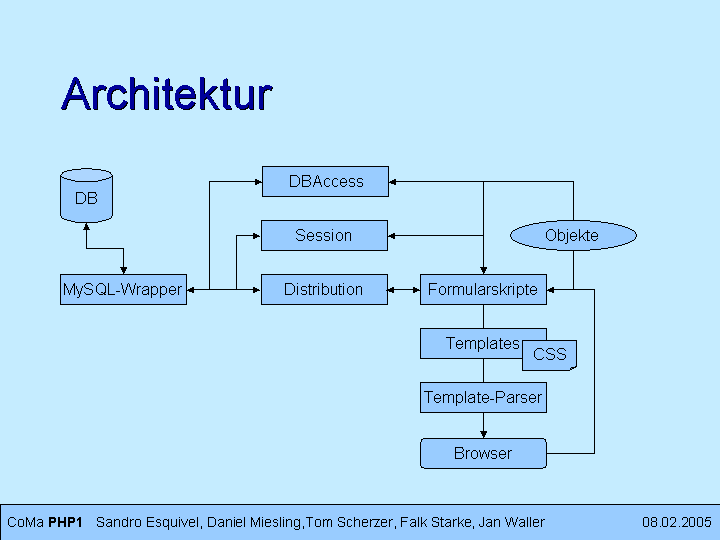 Architektur
DBAccess
DB
Session
Objekte
MySQL-Wrapper
Distribution
Formularskripte
Templates
CSS
Template-Parser
Browser
CoMa PHP1 Sandro Esquivel, Daniel Miesling,Tom Scherzer, Falk Starke, Jan Waller 08.02.2005